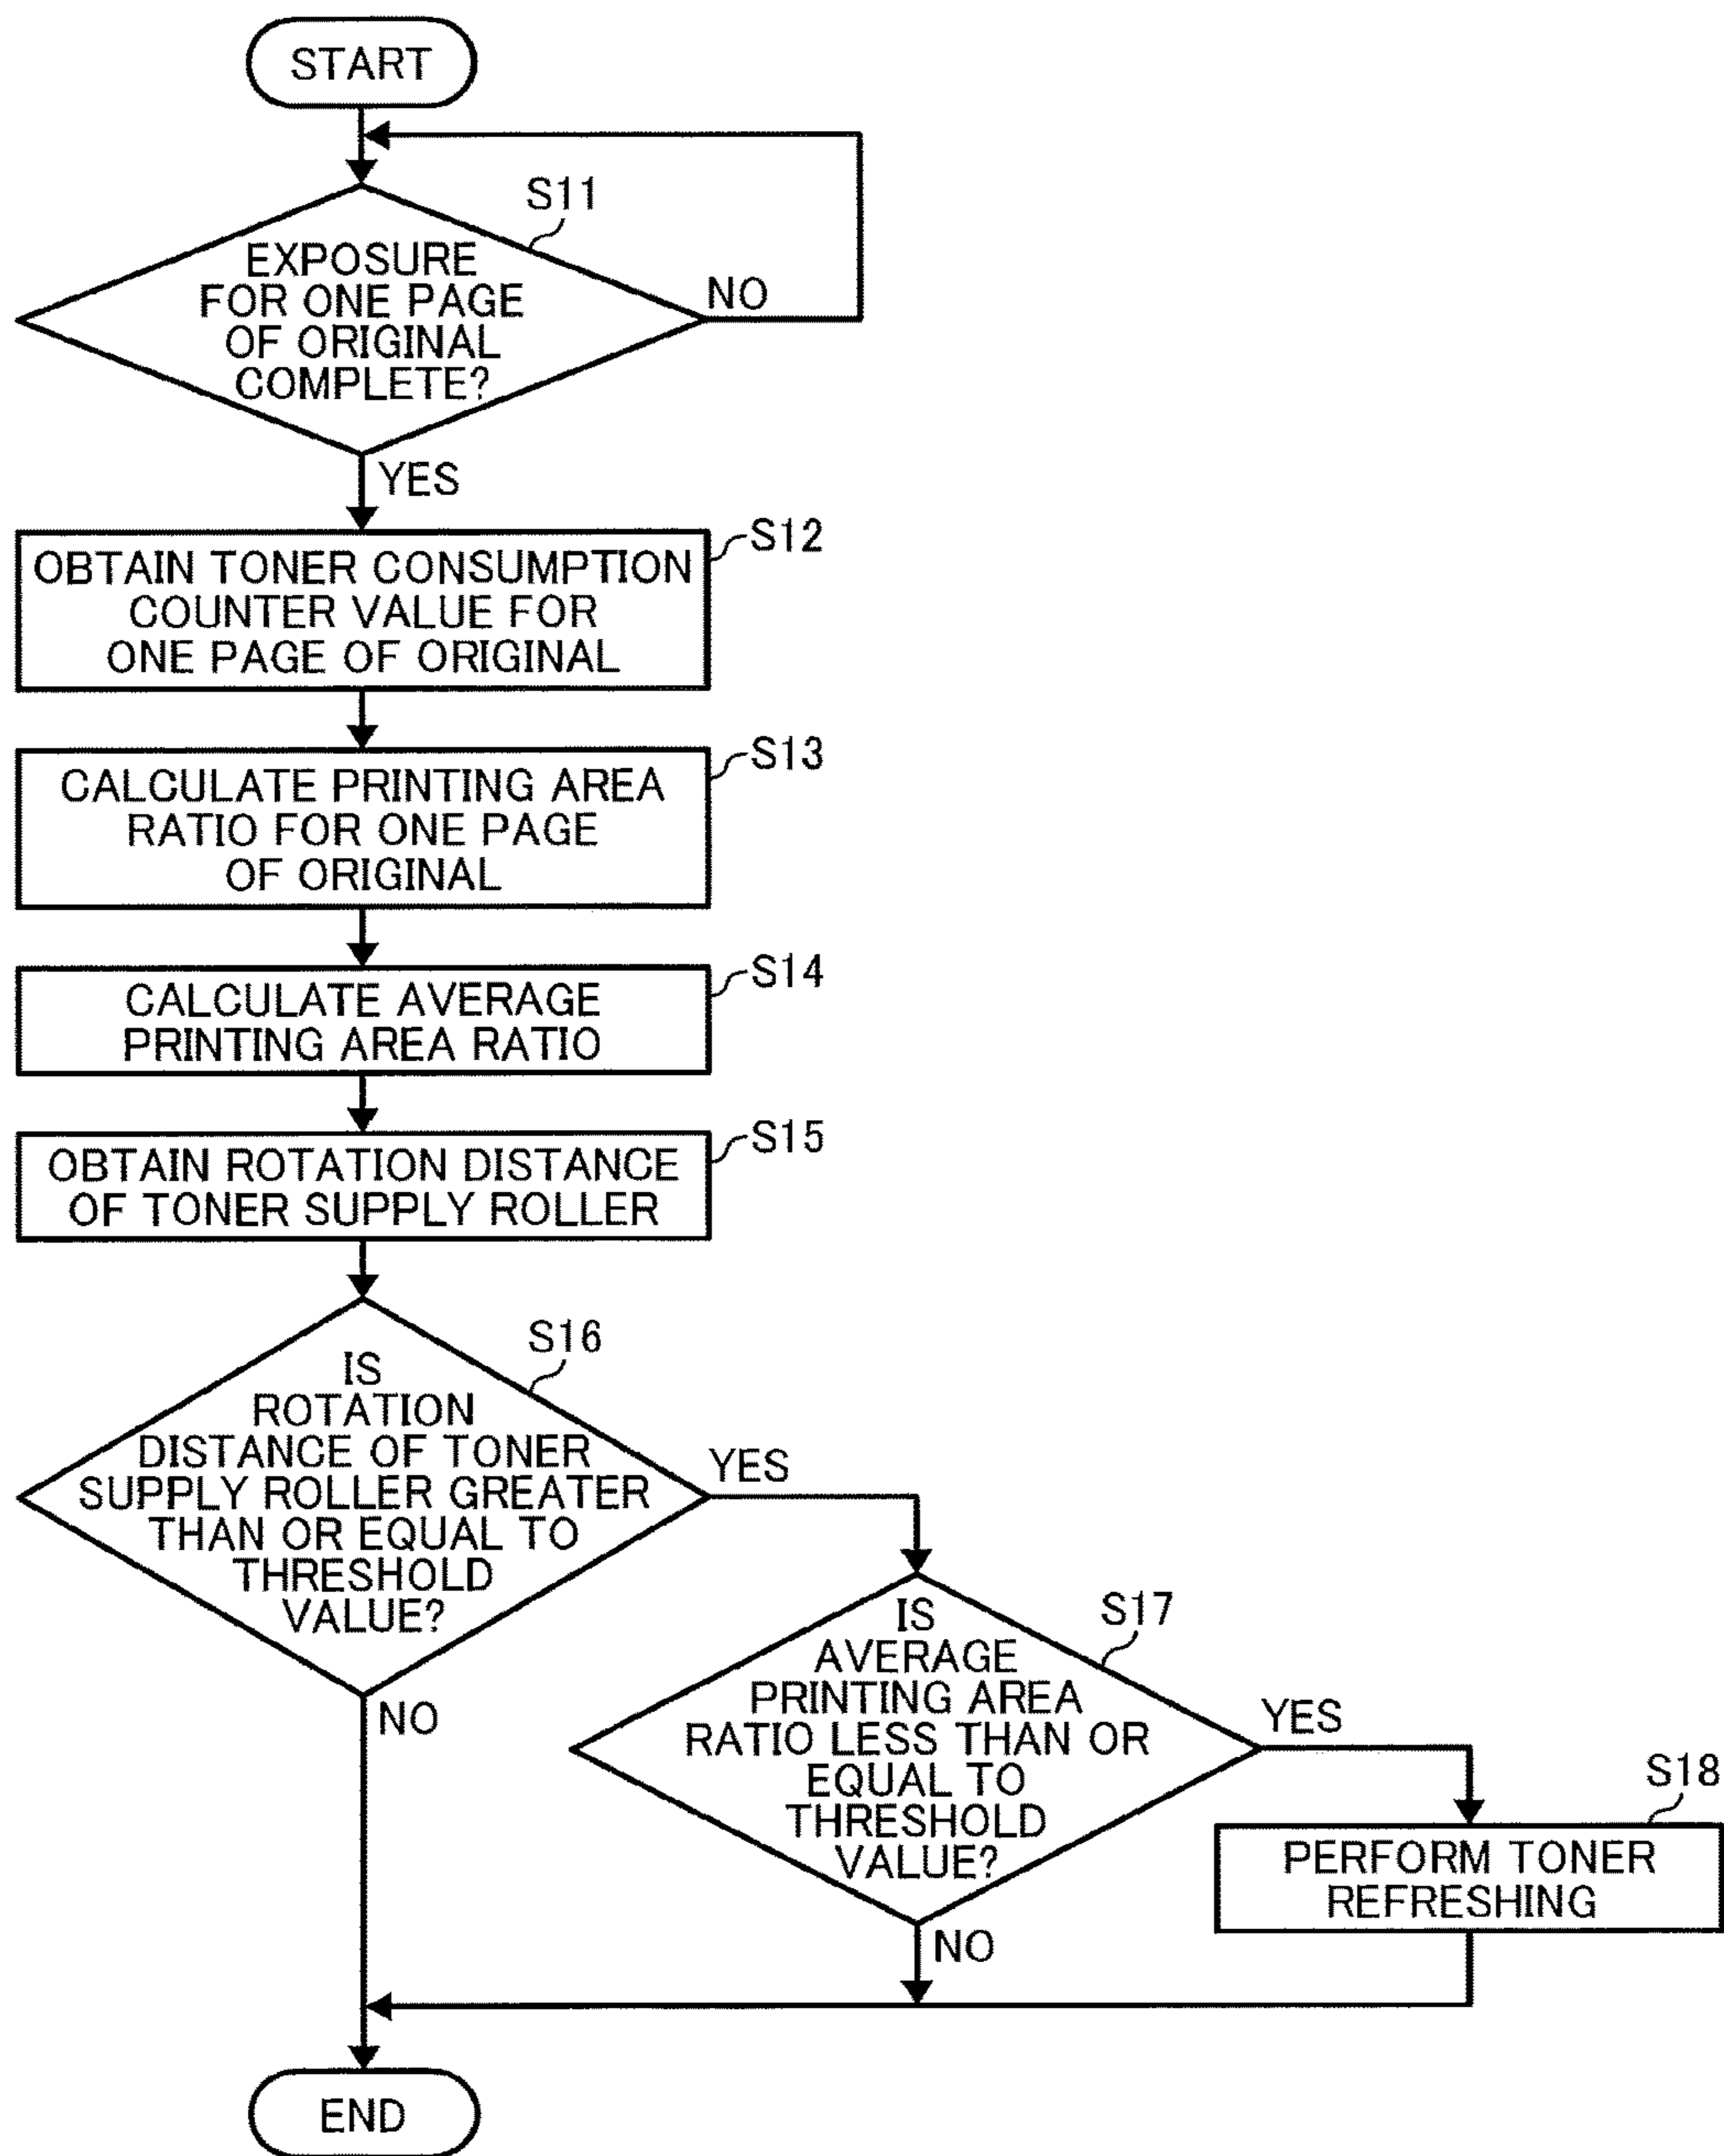 START
S11
EXPOSURE
FOR ONE PAGE
OF ORIGINAL
COMPLETE?
NO
YES
S12
OBTAIN TONER CONSUMPTION
COUNTER VALUE FOR
ONE PAGE OF ORIGINAL
S13
CALCULATE PRINTING AREA
RATIO FOR ONE PAGE
OF ORIGINAL
S14
CALCULATE AVERAGE
PRINTING AREA RATIO
S15
OBTAIN ROTATION DISTANCE
OF TONER SUPPLY ROLLER
S16
IS
ROTATION
DISTANCE OF TONER
SUPPLY ROLLER GREATER
THAN OR EQUAL TO
THRESHOLD
VALUE?
YES
NO
S17
IS
AVERAGE
PRINTING AREA
RATIO LESS THAN OR
EQUAL TO
THRESHOLD
VALUE?
YES
NO
S18
PERFORM TONER
REFRESHING
END